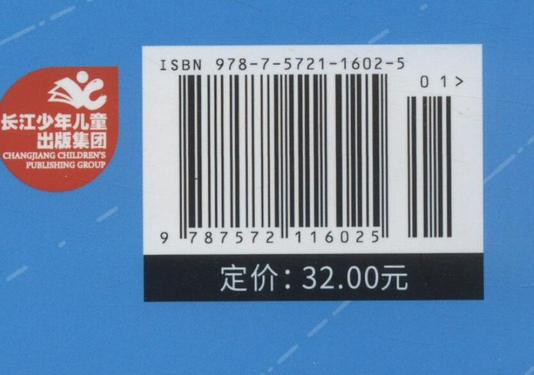 长江少年儿童
出版集团
CHANGJIANG CHILDREN'S
PUBLISHING GROUP
ISBN 978-7-5721-1602-5
01>
9 787572 116025
定价：32.00元